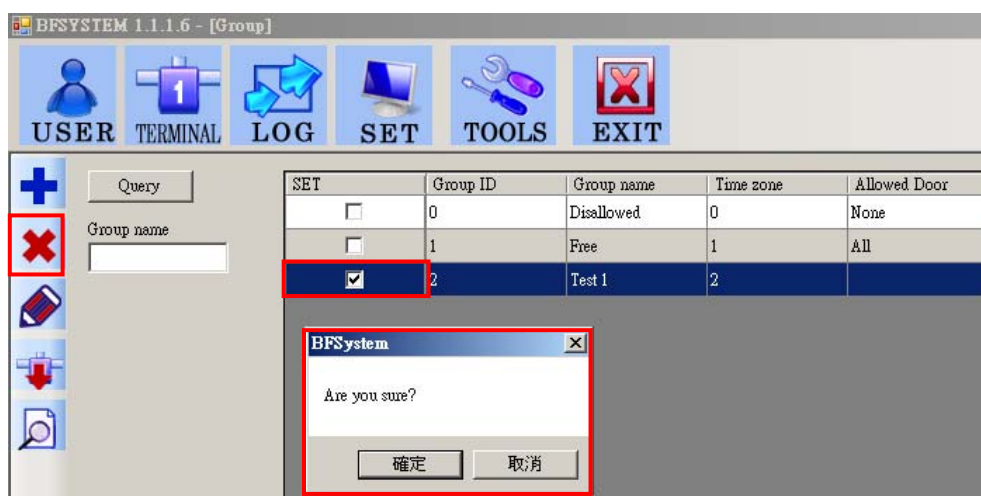 BFSYSTEM 1.1.1.6 - [Group]
USER TERMINAL LOG SET TOOLS EXIT
1
Query
Group name
SET Group ID Group name Time zone Allowed Door
0 Disallowed 0 None
1 Free 1 All
2 Test 1 2
BFSystem
Are you sure?
確定 取消